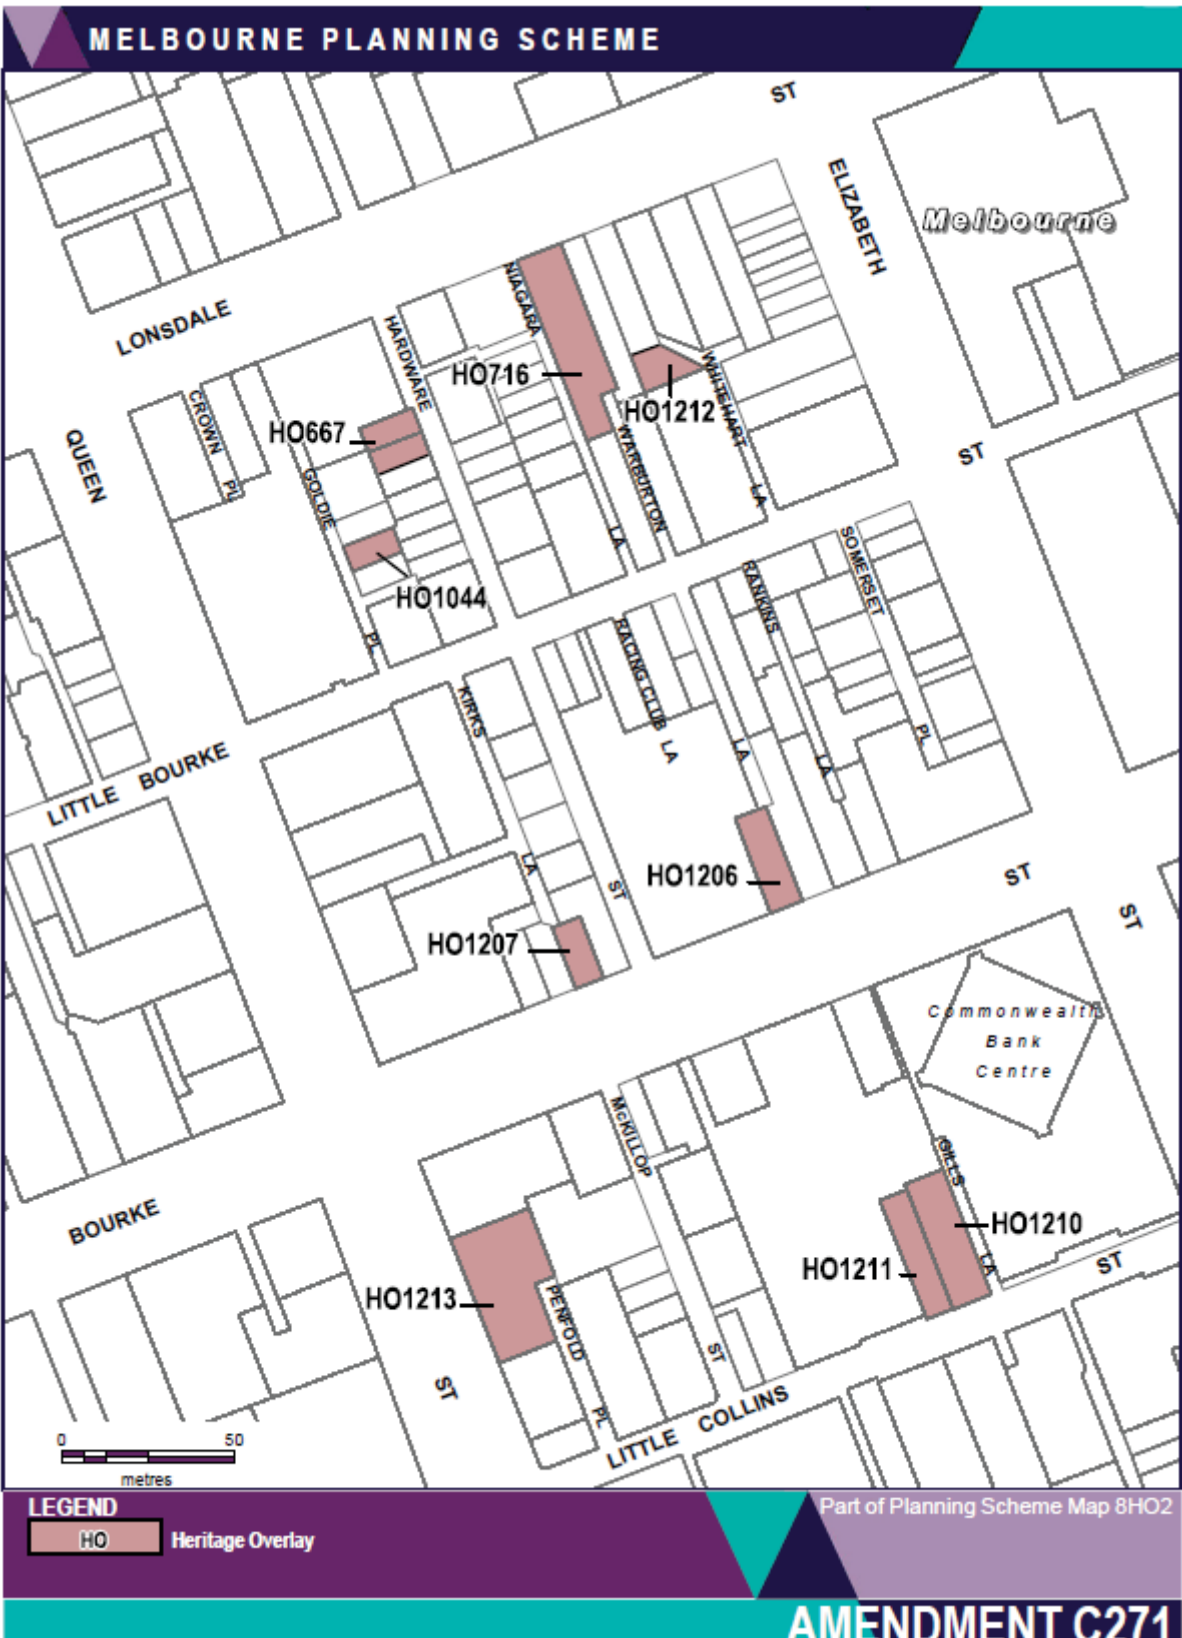 MELBOURNE PLANNING SCHEME
ST
ELIZABETH
Melbourne
LONSDALE
NIAGARA
HARDWARE
HO716
WHITEHART
HO1212
CROWN
HO667
QUEEN
WARBURTON
ST
PL
GOLDIE
LA
LA
SOMERSET
RANKINS
HO1044
RACING CLUB LA
PL
KIRKS
LA
PL
LA
LITTLE BOURKE
LA
HO1206
ST
ST
ST
HO1207
Commonwealth
Bank
Centre
McKILLOP
GILLS
BOURKE
HO1210
HO1211
LA
ST
HO1213
PENFOLD
ST
ST
PL
LITTLE COLLINS
0 50
metres
LEGEND
HO Heritage Overlay
Part of Planning Scheme Map 8HO2
AMENDMENT C271